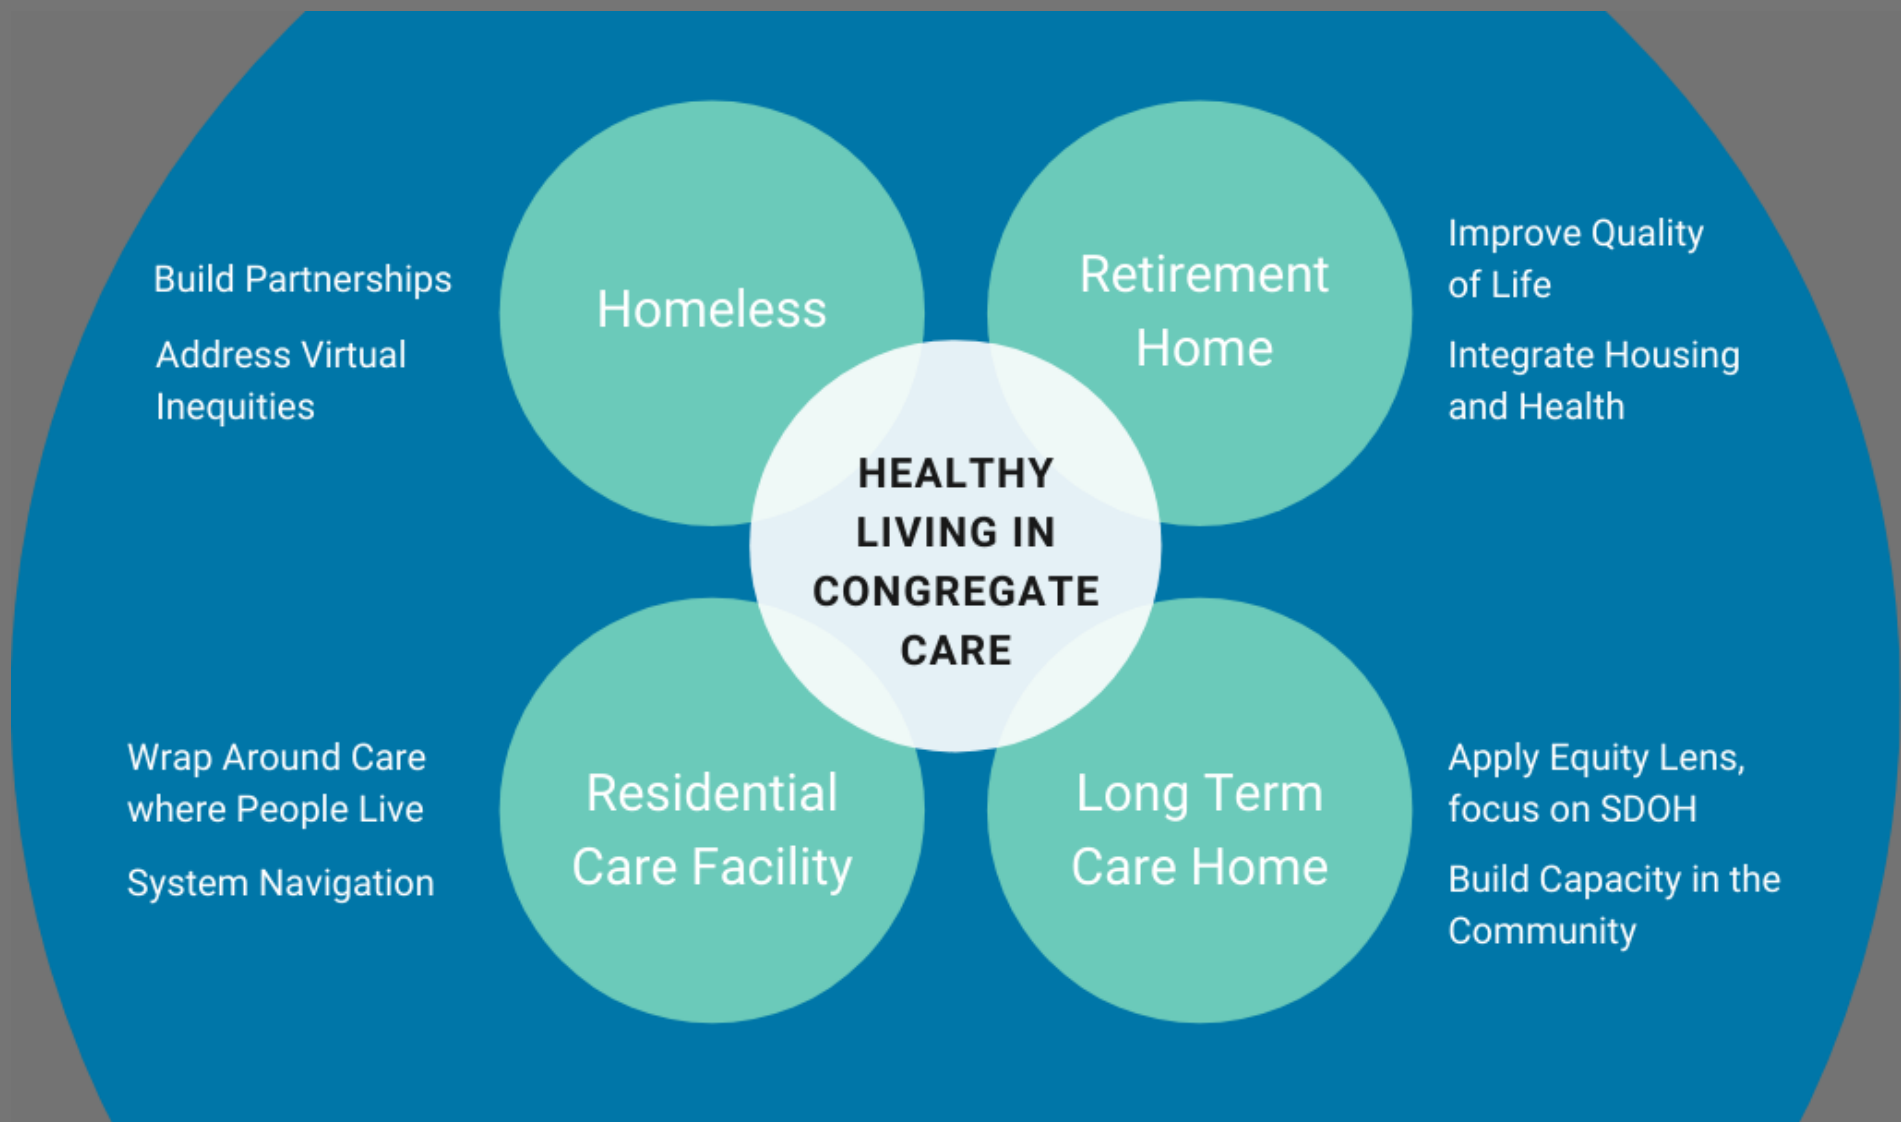 Build Partnerships
Address Virtual
Inequities
Homeless
Retirement
Home
Improve Quality
of Life
Integrate Housing
and Health
HEALTHY
LIVING IN
CONGREGATE
CARE
Wrap Around Care
where People Live
System Navigation
Residential
Care Facility
Long Term
Care Home
Apply Equity Lens,
focus on SDOH
Build Capacity in the
Community